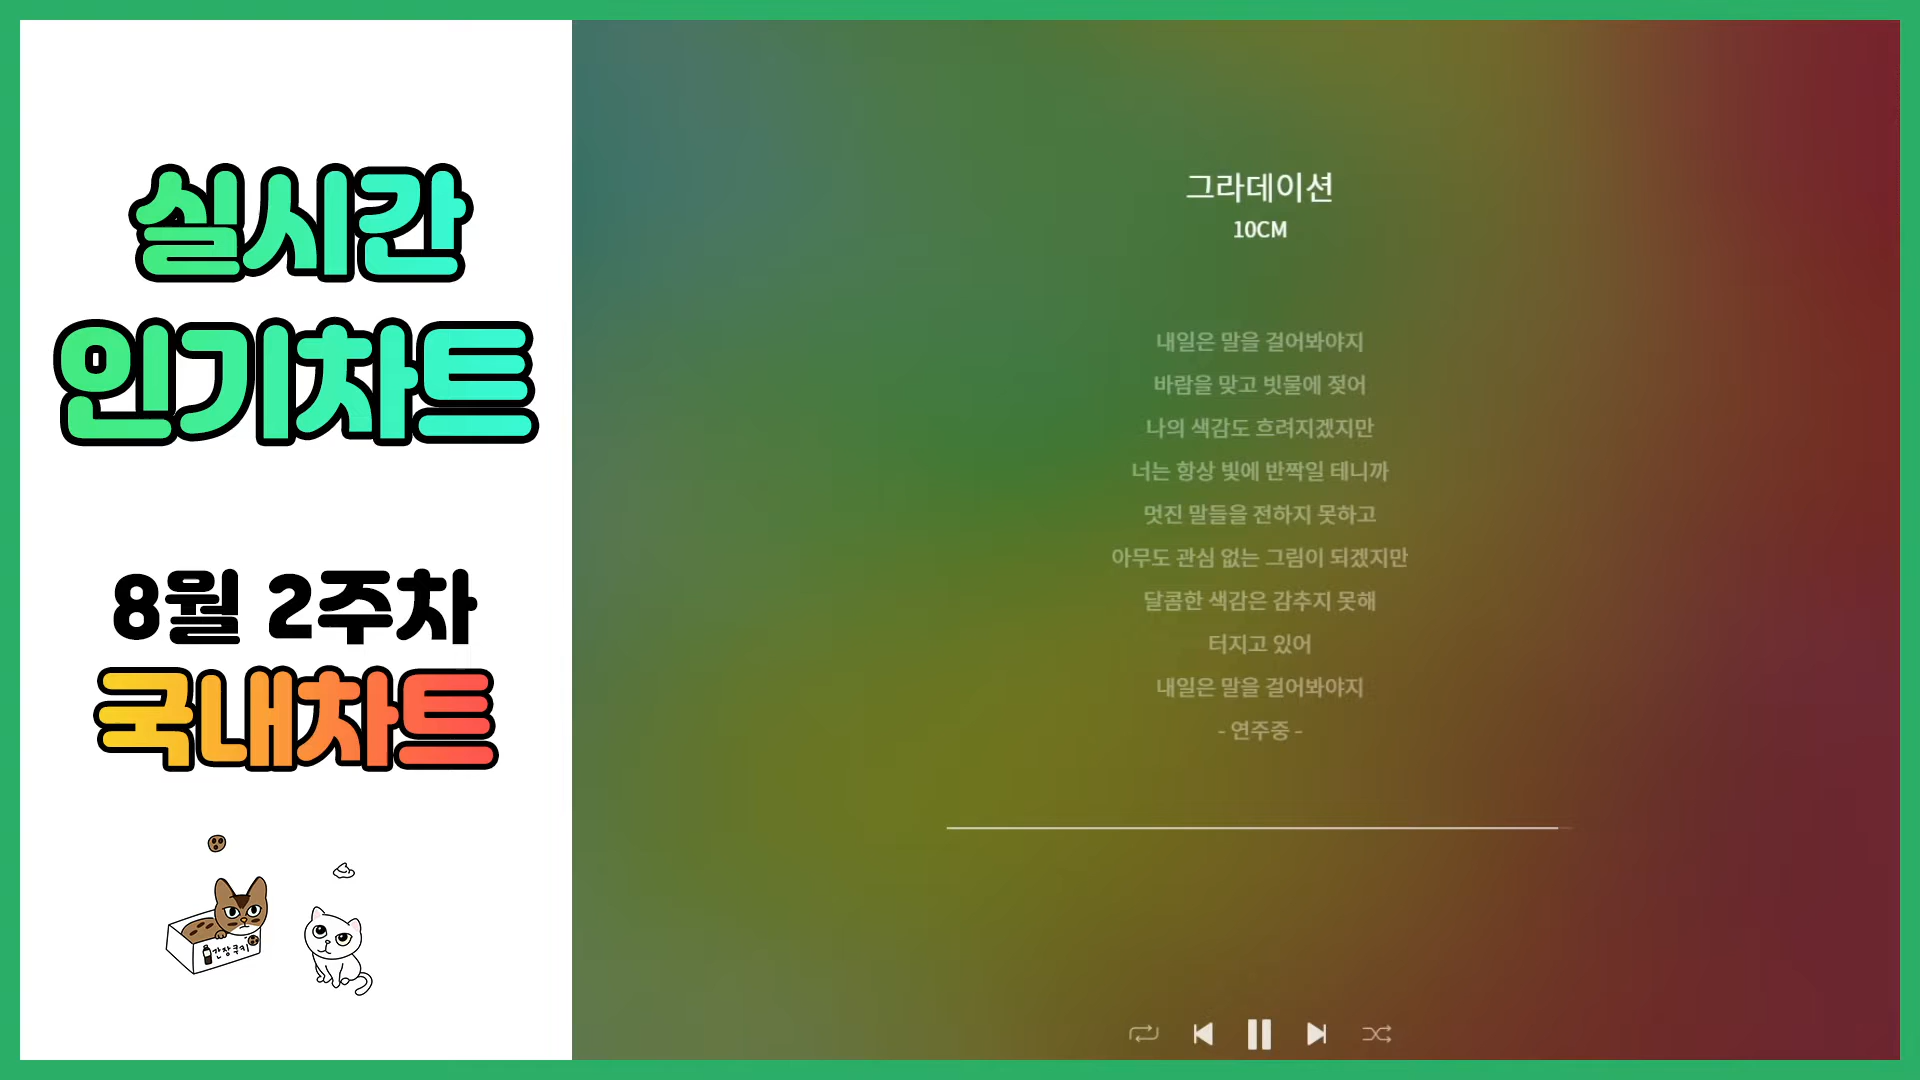 실시간
인기차트
8월 2주차
국내차트
간장쿡키
그라데이션
10CM
내일은 말을 걸어봐야지
바람을 맞고 빗물에 젖어
나의 색감도 흐려지겠지만
너는 항상 빛에 반짝일 테니까
멋진 말들을 전하지 못하고
아무도 관심 없는 그림이 되겠지만
달콤한 색감은 감추지 못해
터지고 있어
내일은 말을 걸어봐야지
- 연주중 -